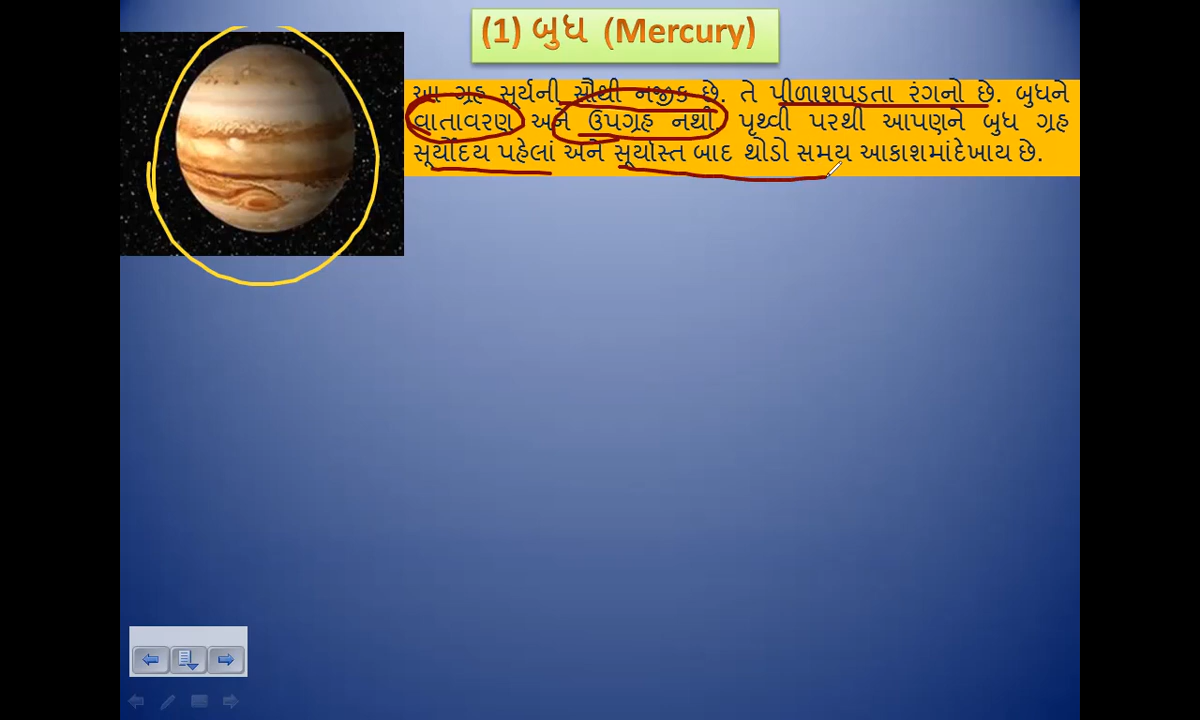 (1) બુધ (Mercury)
આ ગ્રહ સૂર્યની સૌથી નજીક છે. તે પીળાશપડતા રંગનો છે. બુધને
વાતાવરણ અને ઉપગ્રહ નથી. પૃથ્વી પરથી આપણને બુધ ગ્રહ
સૂર્યોદય પહેલાં અને સૂર્યાસ્ત બાદ થોડો સમય આકાશમાંદેખાય છે.